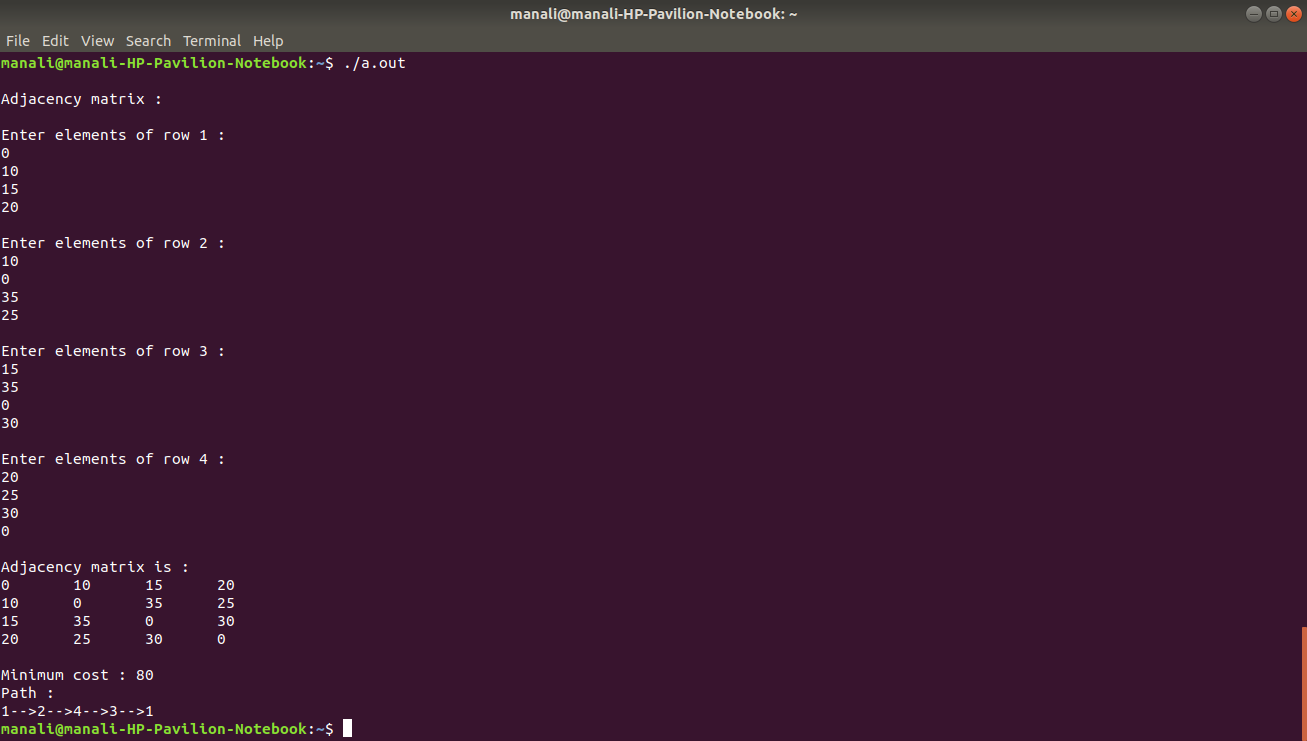 manali@manali-HP-Pavilion-Notebook: ~
File Edit View Search Terminal Help
manali@manali-HP-Pavilion-Notebook:~$ ./a.out
Adjacency matrix :
Enter elements of row 1 :
0
10
15
20
Enter elements of row 2 :
10
0
35
25
Enter elements of row 3 :
15
35
0
30
Enter elements of row 4 :
20
25
30
0
Adjacency matrix is :
0 10 15 20
10 0 35 25
15 35 0 30
20 25 30 0
Minimum cost : 80
Path :
1-->2-->4-->3-->1
manali@manali-HP-Pavilion-Notebook:~$